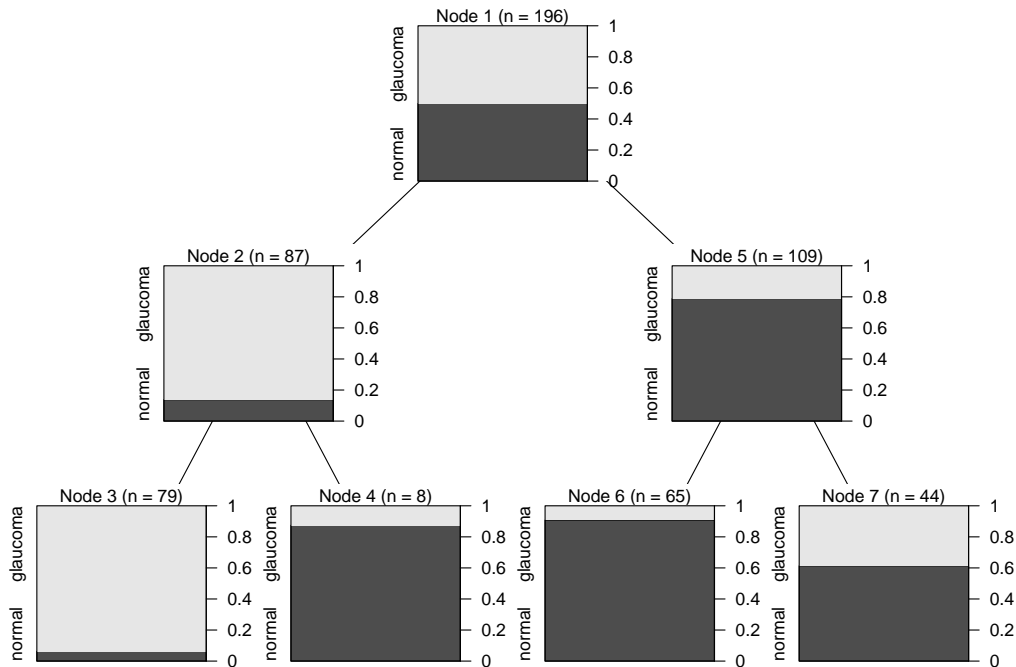 Node 1 (n = 196)
glaucoma
normal
1
0.8
0.6
0.4
0.2
0
Node 2 (n = 87)
glaucoma
normal
1
0.8
0.6
0.4
0.2
0
Node 5 (n = 109)
glaucoma
normal
1
0.8
0.6
0.4
0.2
0
Node 3 (n = 79)
glaucoma
normal
1
0.8
0.6
0.4
0.2
0
Node 4 (n = 8)
glaucoma
normal
1
0.8
0.6
0.4
0.2
0
Node 6 (n = 65)
glaucoma
normal
1
0.8
0.6
0.4
0.2
0
Node 7 (n = 44)
glaucoma
normal
1
0.8
0.6
0.4
0.2
0